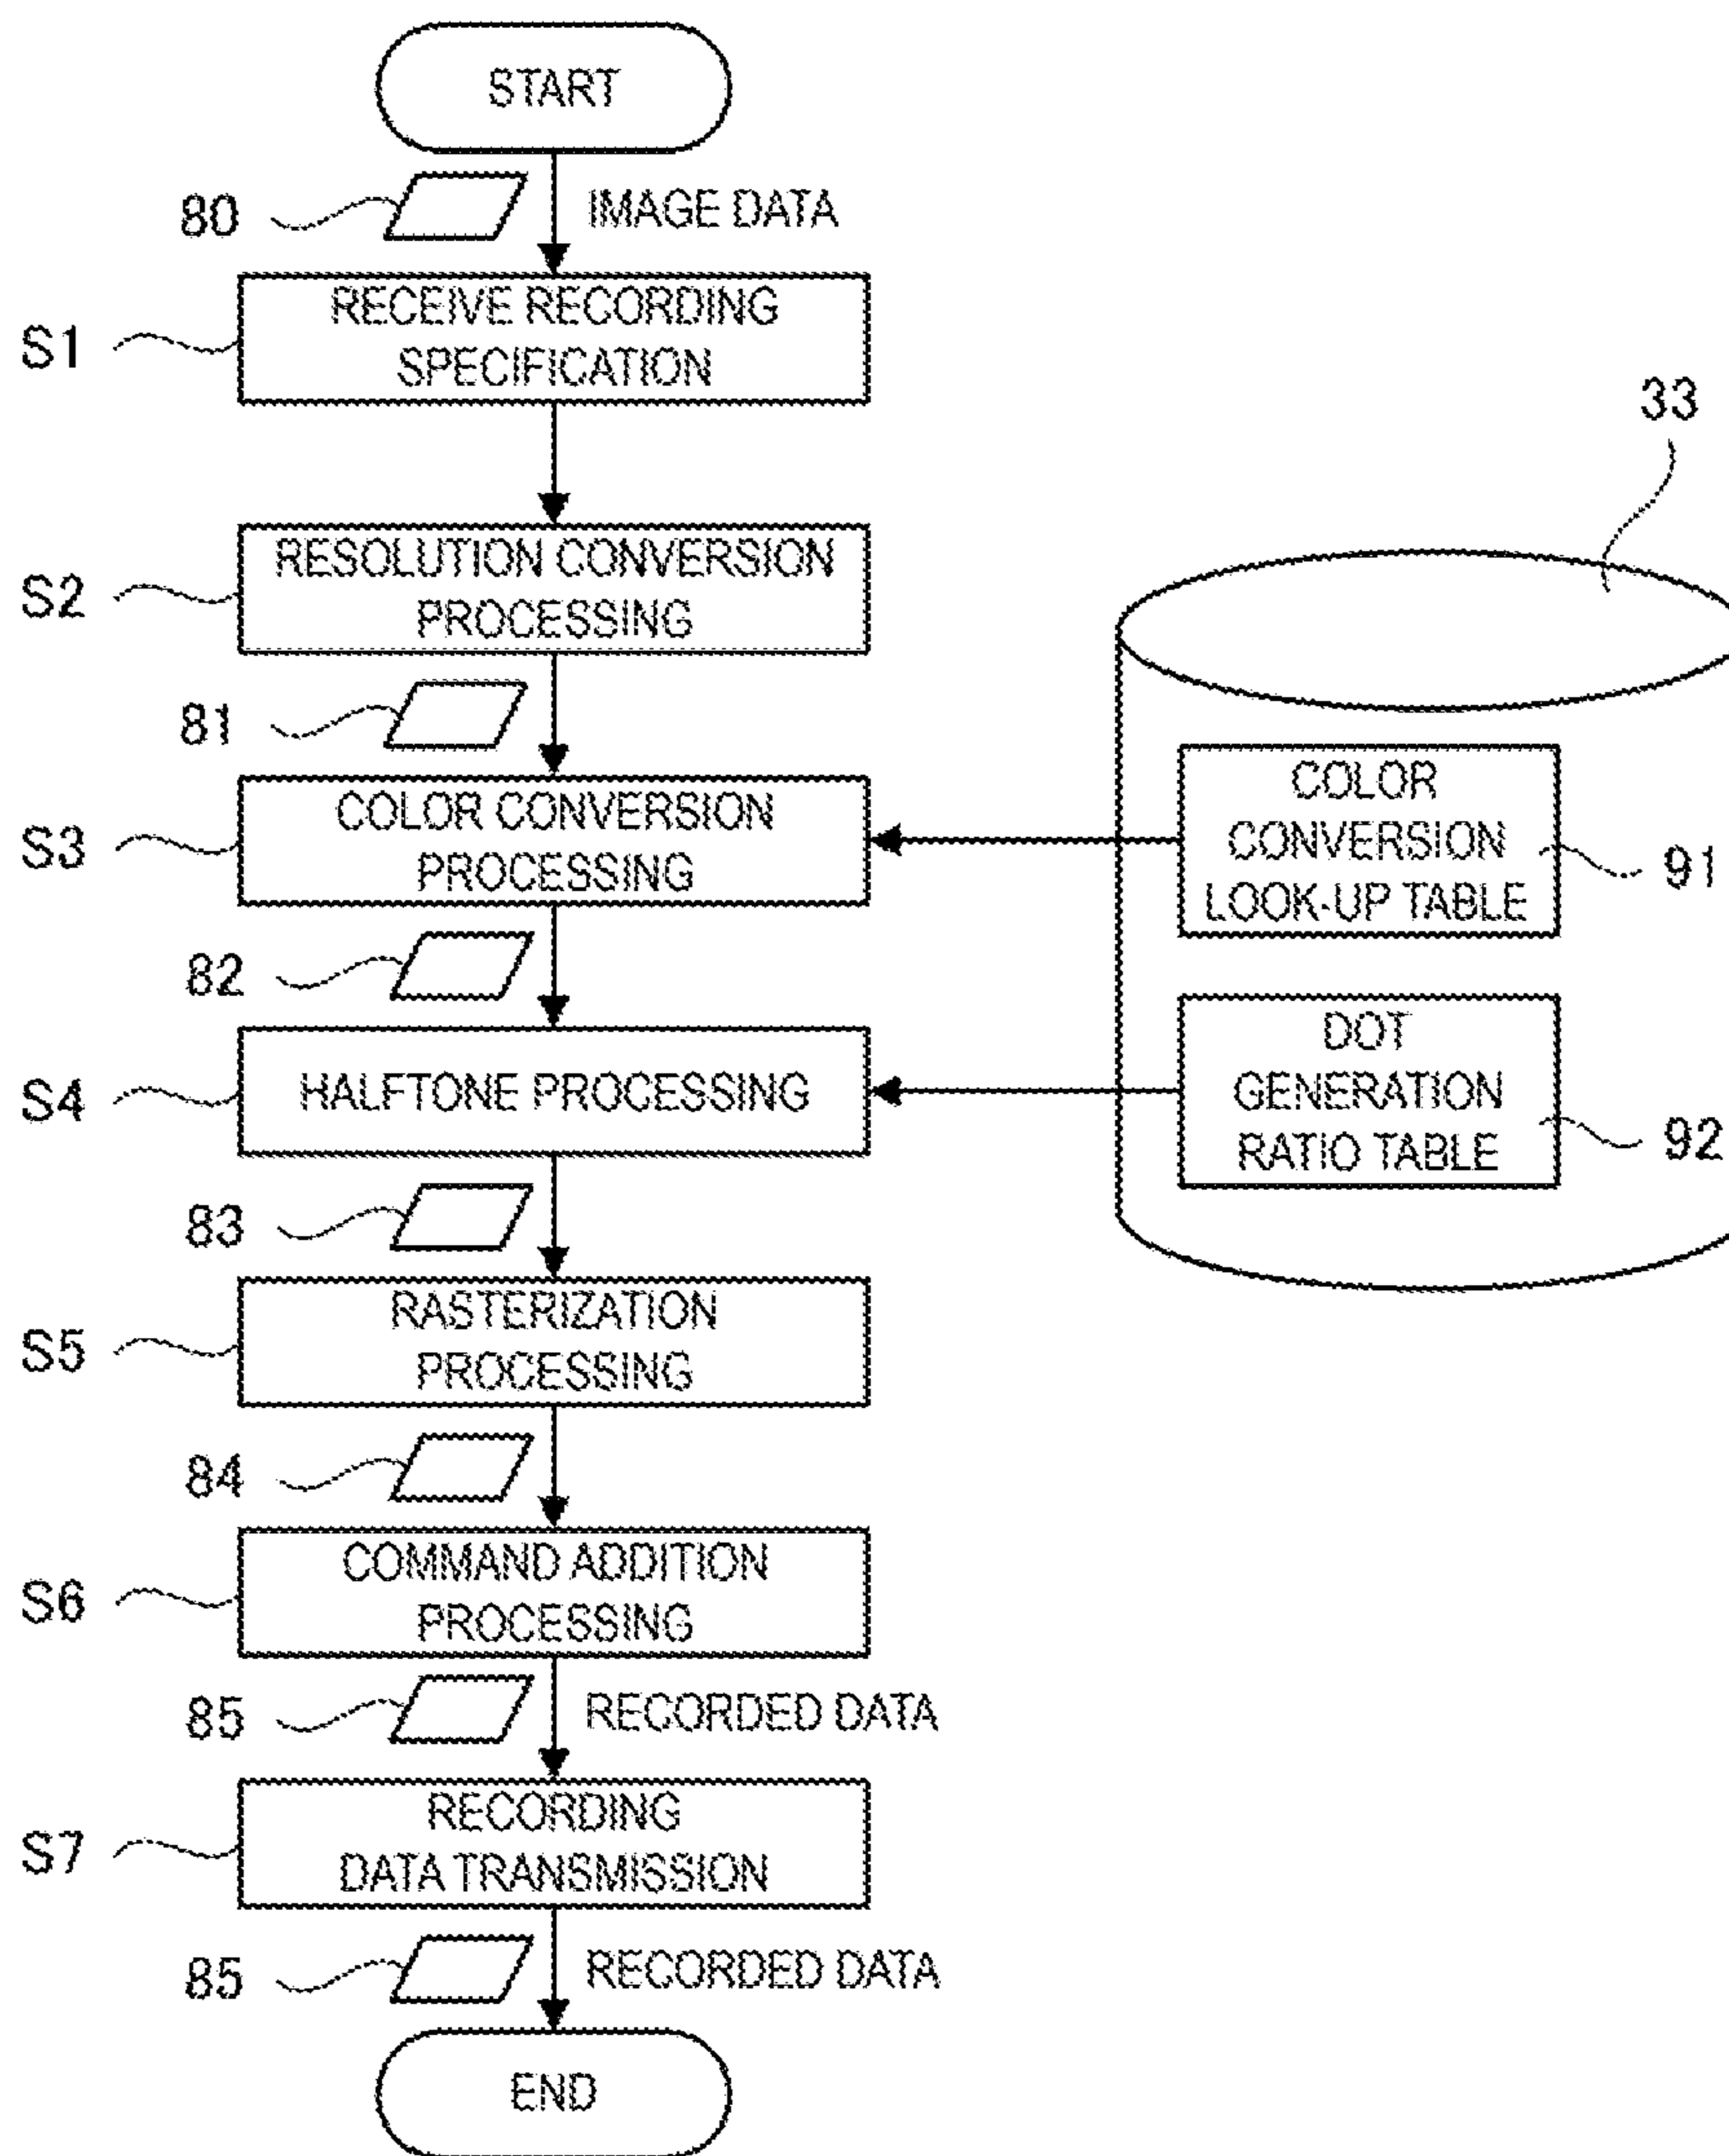 START
80
IMAGE DATA
S1
RECEIVE RECORDING
SPECIFICATION
33
S2
RESOLUTION CONVERSION
PROCESSING
81
S3
COLOR CONVERSION
PROCESSING
COLOR
CONVERSION
LOOK-UP TABLE
91
82
S4
HALFTONE PROCESSING
DOT
GENERATION
RATIO TABLE
92
83
S5
RASTERIZATION
PROCESSING
84
S6
COMMAND ADDITION
PROCESSING
85
RECORDED DATA
S7
RECORDING
DATA TRANSMISSION
85
RECORDED DATA
END